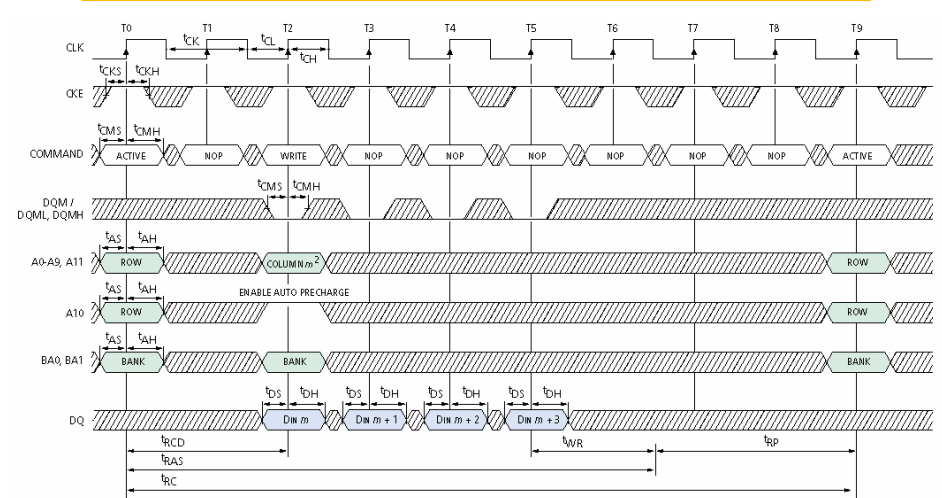 T0 T1 T2 T3 T4 T5 T6 T7 T8 T9
CLK
tCK tCL
tCH
tCKS tCKH
CKE
tCMS tCMH
COMMAND ACTIVE NOP WRITE NOP NOP NOP NOP NOP NOP ACTIVE
tCMS tCMH
DQM /
DQML, DQMH
tAS tAH
A0-A9, A11 ROW COLUMN m2 ROW
tAS tAH ENABLE AUTO PRECHARGE
A10 ROW ROW
tAS tAH
BA0, BA1 BANK BANK BANK
tDS tDH tDS tDH tDS tDH tDS tDH
DQ DIN m DIN m + 1 DIN m + 2 DIN m + 3
tRCD tWR tRP
tRAS
tRC